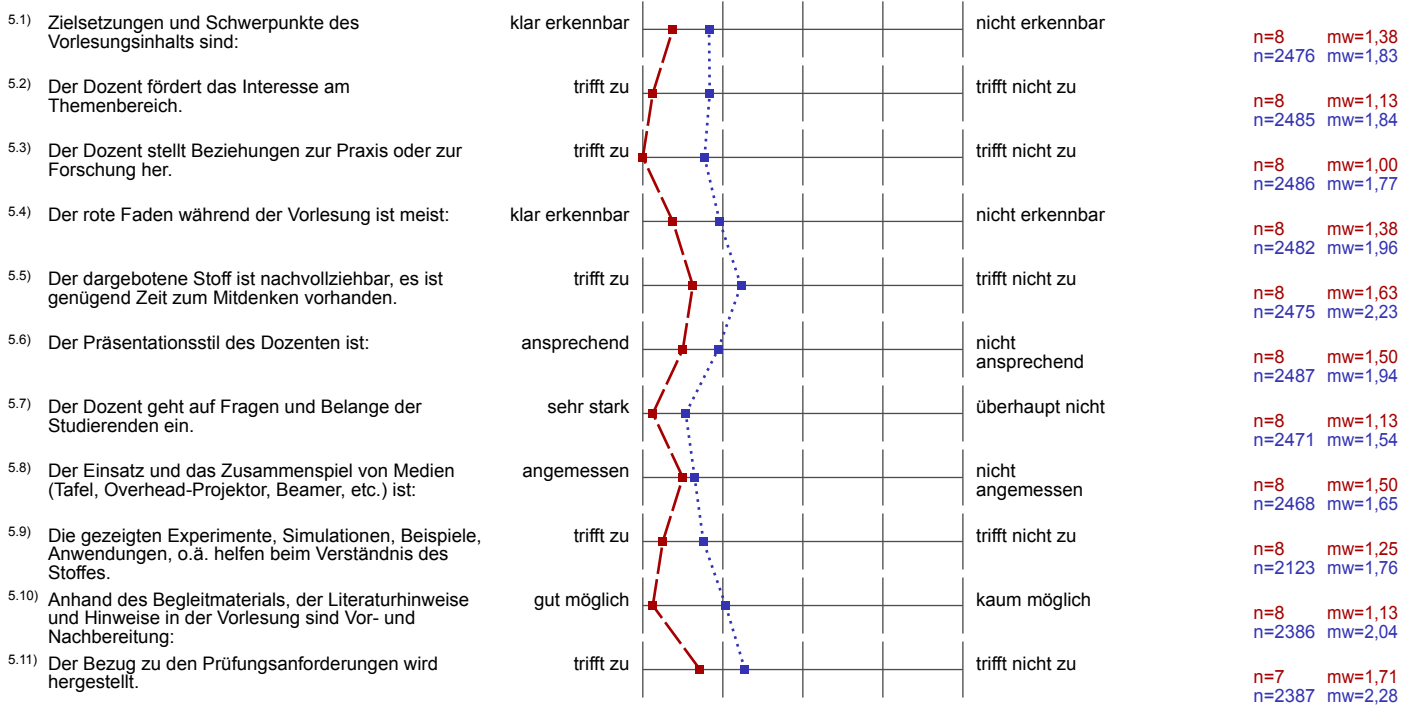 5.1) Zielsetzungen und Schwerpunkte des
Vorlesungsinhalts sind:
klar erkennbar
nicht erkennbar
n=8 mw=1,38
n=2476 mw=1,83
5.2) Der Dozent fördert das Interesse am
Themenbereich.
trifft zu
trifft nicht zu
n=8 mw=1,13
n=2485 mw=1,84
5.3) Der Dozent stellt Beziehungen zur Praxis oder zur
Forschung her.
trifft zu
trifft nicht zu
n=8 mw=1,00
n=2486 mw=1,77
5.4) Der rote Faden während der Vorlesung ist meist:
klar erkennbar
nicht erkennbar
n=8 mw=1,38
n=2482 mw=1,96
5.5) Der dargebotene Stoff ist nachvollziehbar, es ist
genügend Zeit zum Mitdenken vorhanden.
trifft zu
trifft nicht zu
n=8 mw=1,63
n=2475 mw=2,23
5.6) Der Präsentationsstil des Dozenten ist:
ansprechend
nicht
ansprechend
n=8 mw=1,50
n=2487 mw=1,94
5.7) Der Dozent geht auf Fragen und Belange der
Studierenden ein.
sehr stark
überhaupt nicht
n=8 mw=1,13
n=2471 mw=1,54
5.8) Der Einsatz und das Zusammenspiel von Medien
(Tafel, Overhead-Projektor, Beamer, etc.) ist:
angemessen
nicht
angemessen
n=8 mw=1,50
n=2468 mw=1,65
5.9) Die gezeigten Experimente, Simulationen, Beispiele,
Anwendungen, o.ä. helfen beim Verständnis des
Stoffes.
trifft zu
trifft nicht zu
n=8 mw=1,25
n=2123 mw=1,76
5.10) Anhand des Begleitmaterials, der Literaturhinweise
und Hinweise in der Vorlesung sind Vor- und
Nachbereitung:
gut möglich
kaum möglich
n=8 mw=1,13
n=2386 mw=2,04
5.11) Der Bezug zu den Prüfungsanforderungen wird
hergestellt.
trifft zu
trifft nicht zu
n=7 mw=1,71
n=2387 mw=2,28